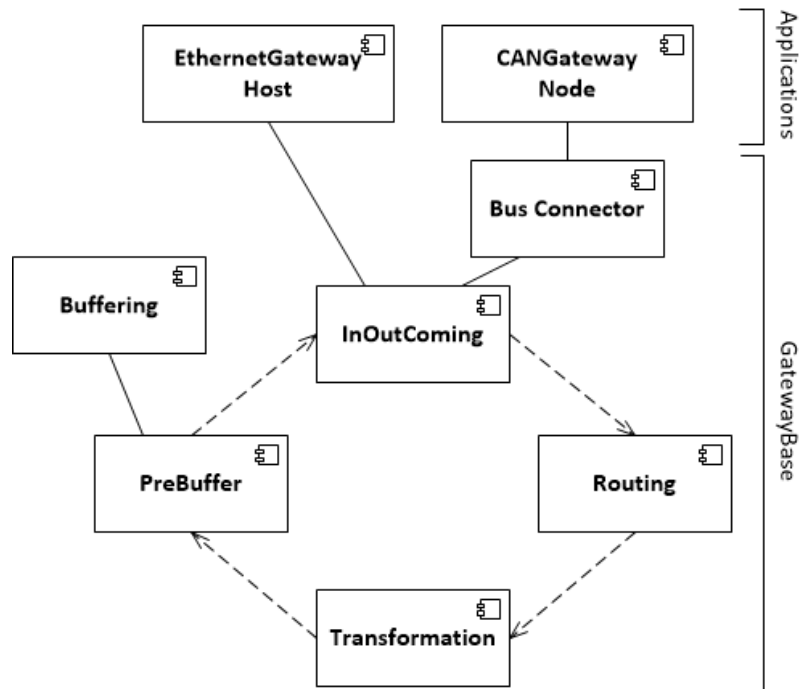 EthernetGateway
Host
CANGateway
Node
Applications
Bus Connector
Buffering
InOutComing
GatewayBase
PreBuffer
Routing
Transformation